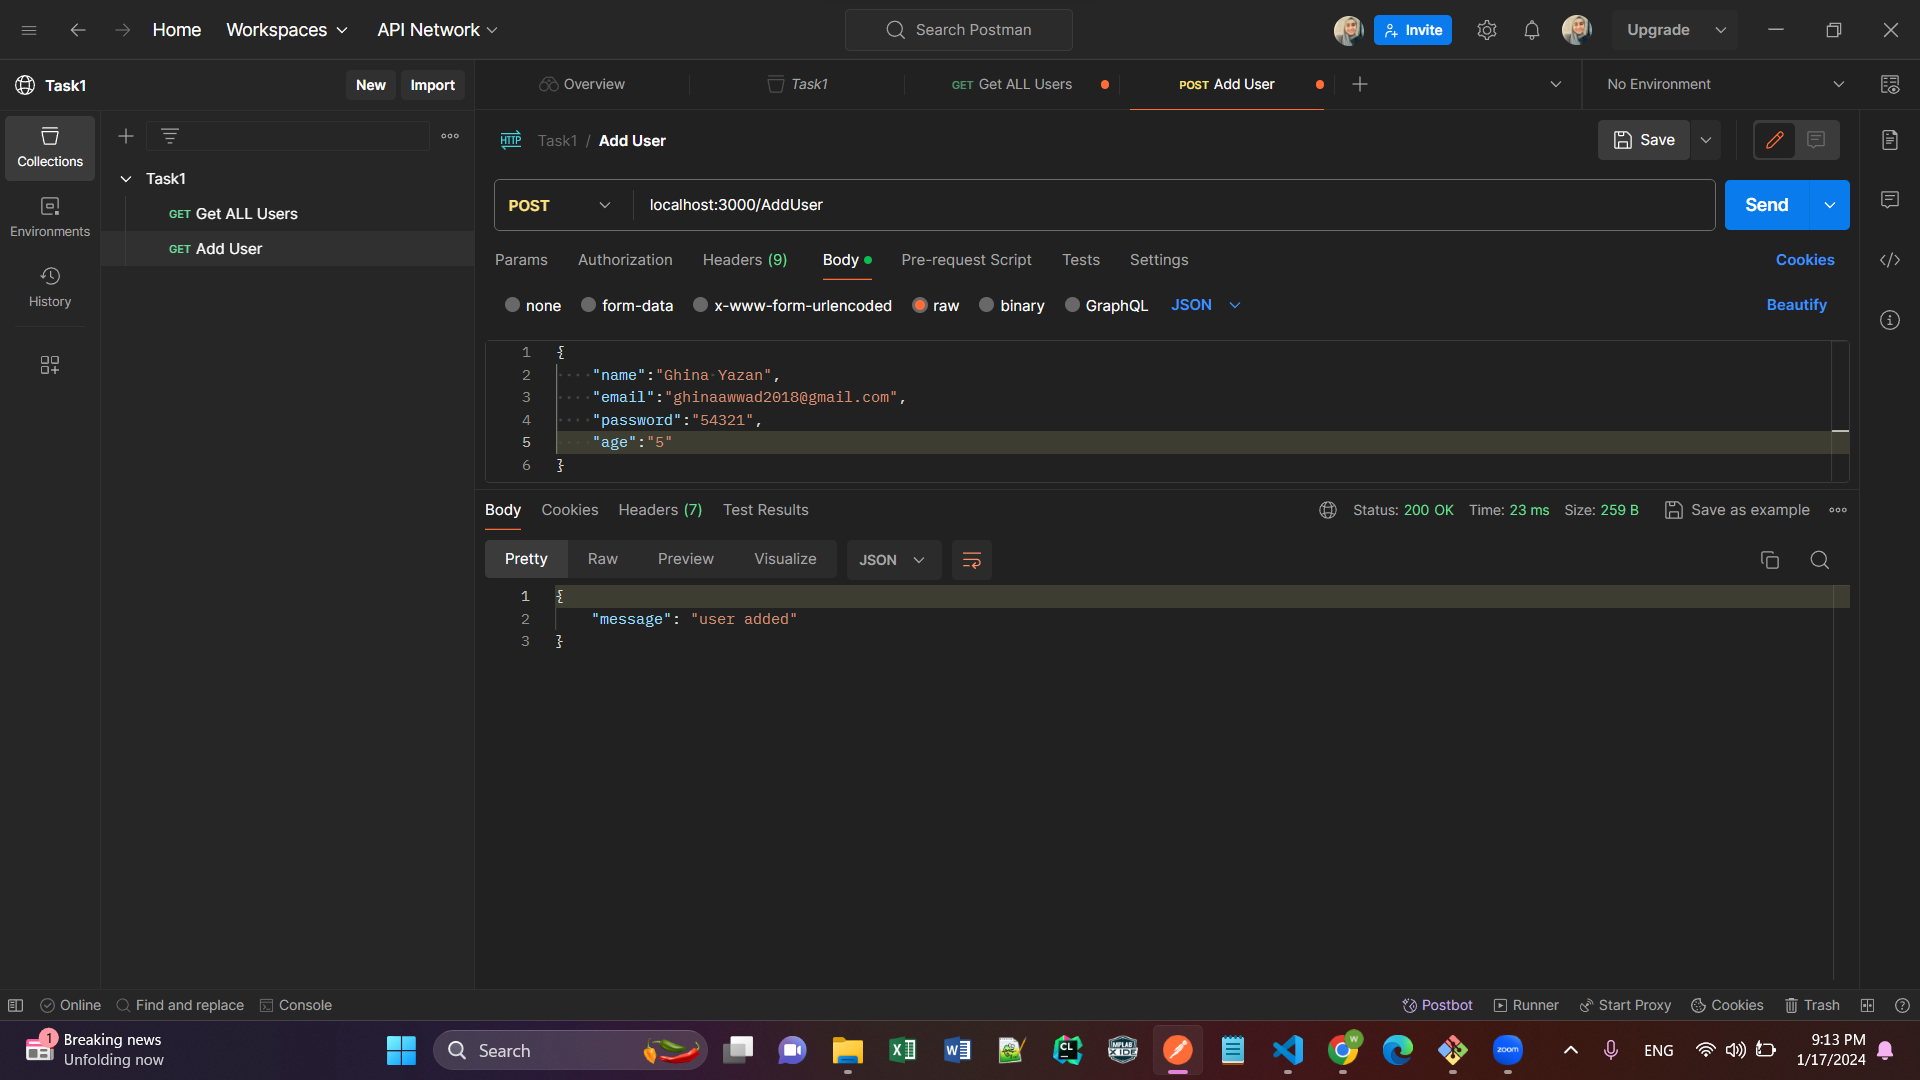 Home Workspaces API Network Search Postman Invite Upgrade
Task1 New Import
Overview Task1 GET Get ALL Users POST Add User No Environment
Collections
Environments
History
Task1
GET Get ALL Users
GET Add User
HTTP Task1 / Add User Save
POST localhost:3000/AddUser Send
Params Authorization Headers (9) Body Pre-request Script Tests Settings Cookies
none form-data x-www-form-urlencoded raw binary GraphQL JSON Beautify
1 {
2 "name":"Ghina Yazan",
3 "email":"ghinaawwad2018@gmail.com",
4 "password":"54321",
5 "age":"5"
6 }
Body Cookies Headers (7) Test Results Status: 200 OK Time: 23 ms Size: 259 B Save as example
Pretty Raw Preview Visualize JSON
1 {
2 "message": "user added"
3 }
Online Find and replace Console Postbot Runner Start Proxy Cookies Trash
1 Breaking news
Unfolding now
Search
CL
MPLAB
X IDE
W
zoom
ENG
9:13 PM
1/17/2024